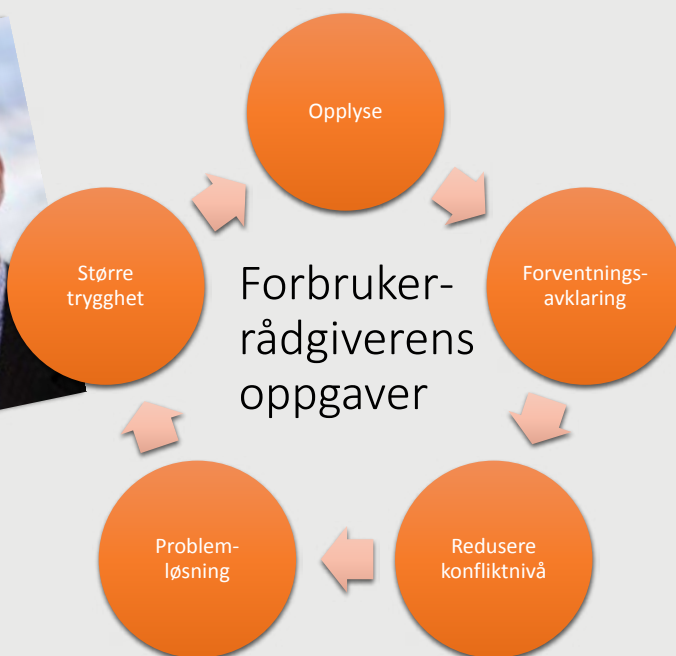 Opplyse
Forventnings-
avklaring
Redusere
konfliktnivå
Problem-
løsning
Større
trygghet
Forbruker-
rådgiverens
oppgaver